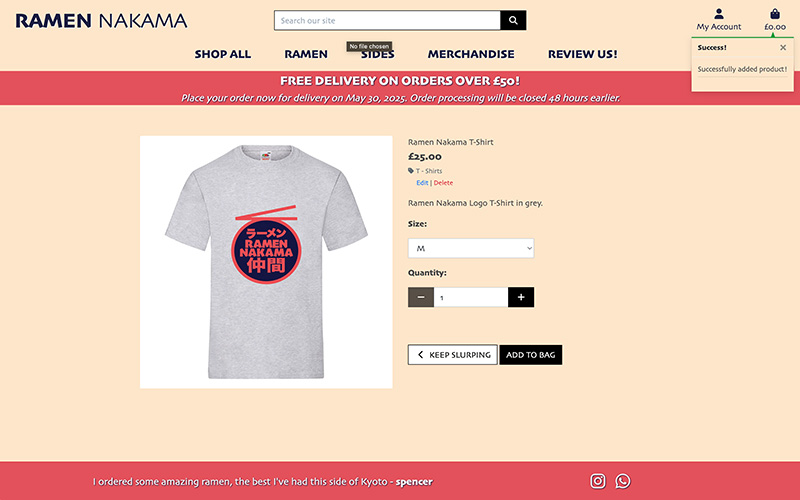 RAMEN NAKAMA
Search our site
My Account
£0.00
SHOP ALL
RAMEN
SIDES
MERCHANDISE
REVIEW US!
No file chosen
Success!
×
Successfully added product!
FREE DELIVERY ON ORDERS OVER £50!
Place your order now for delivery on May 30, 2025. Order processing will be closed 48 hours earlier.
ラーメン
RAMEN
NAKAMA
仲間
Ramen Nakama T-Shirt
£25.00
T - Shirts
Edit | Delete
Ramen Nakama Logo T-Shirt in grey.
Size:
M
Quantity:
1
KEEP SLURPING
ADD TO BAG
I ordered some amazing ramen, the best I've had this side of Kyoto - spencer